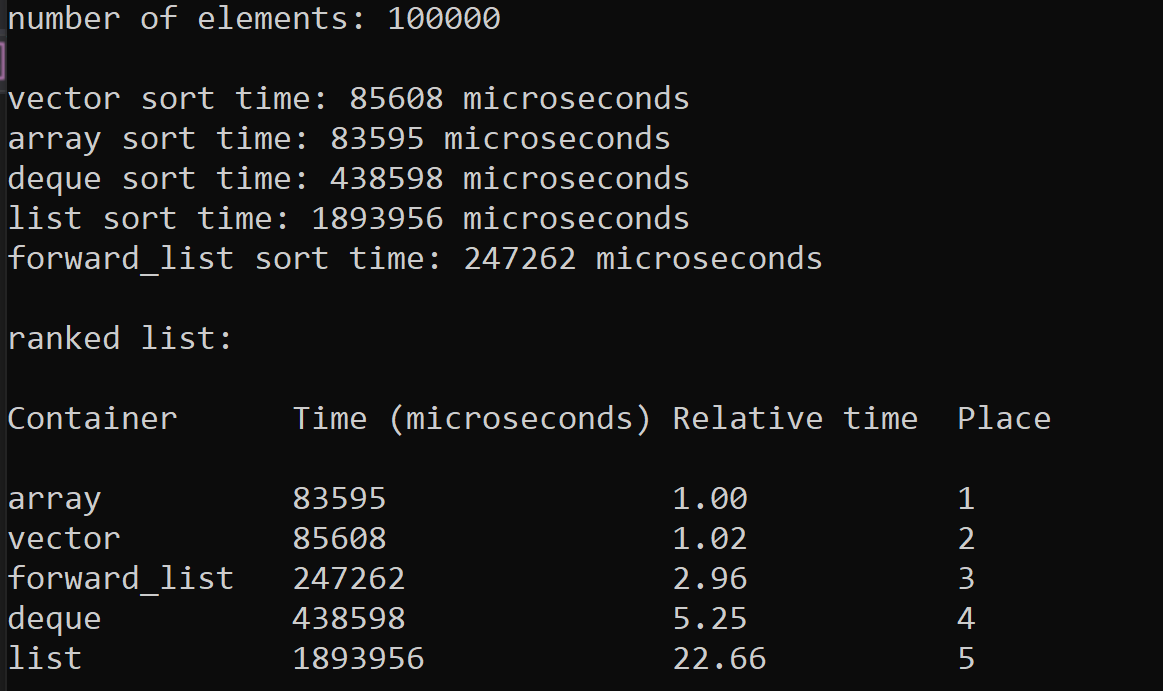 number of elements: 100000
vector sort time: 85608 microseconds
array sort time: 83595 microseconds
deque sort time: 438598 microseconds
list sort time: 1893956 microseconds
forward_list sort time: 247262 microseconds
ranked list:
Container Time (microseconds) Relative time Place
array 83595 1.00 1
vector 85608 1.02 2
forward_list 247262 2.96 3
deque 438598 5.25 4
list 1893956 22.66 5